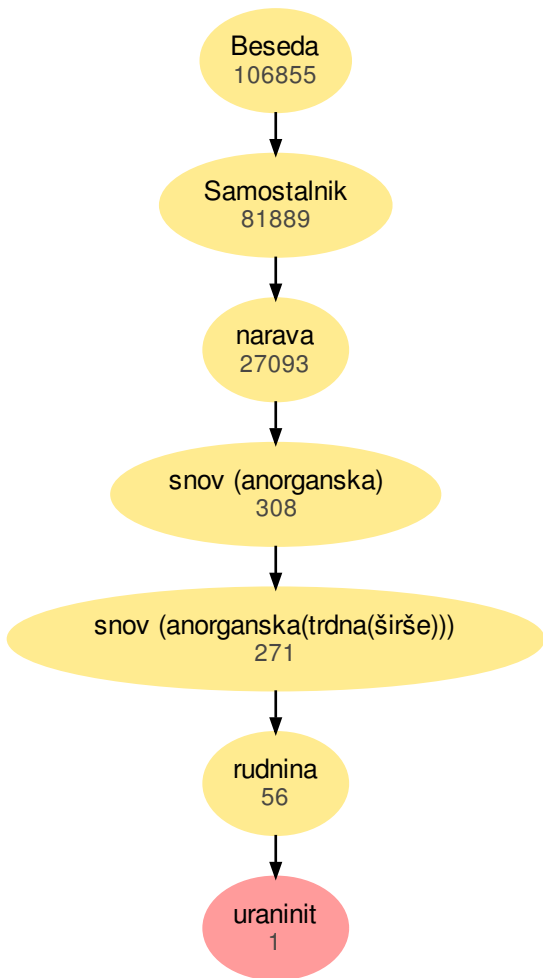 Beseda
106855
Samostalnik
81889
narava
27093
snov (anorganska)
308
snov (anorganska(trdna(širše)))
271
rudnina
56
uraninit
1